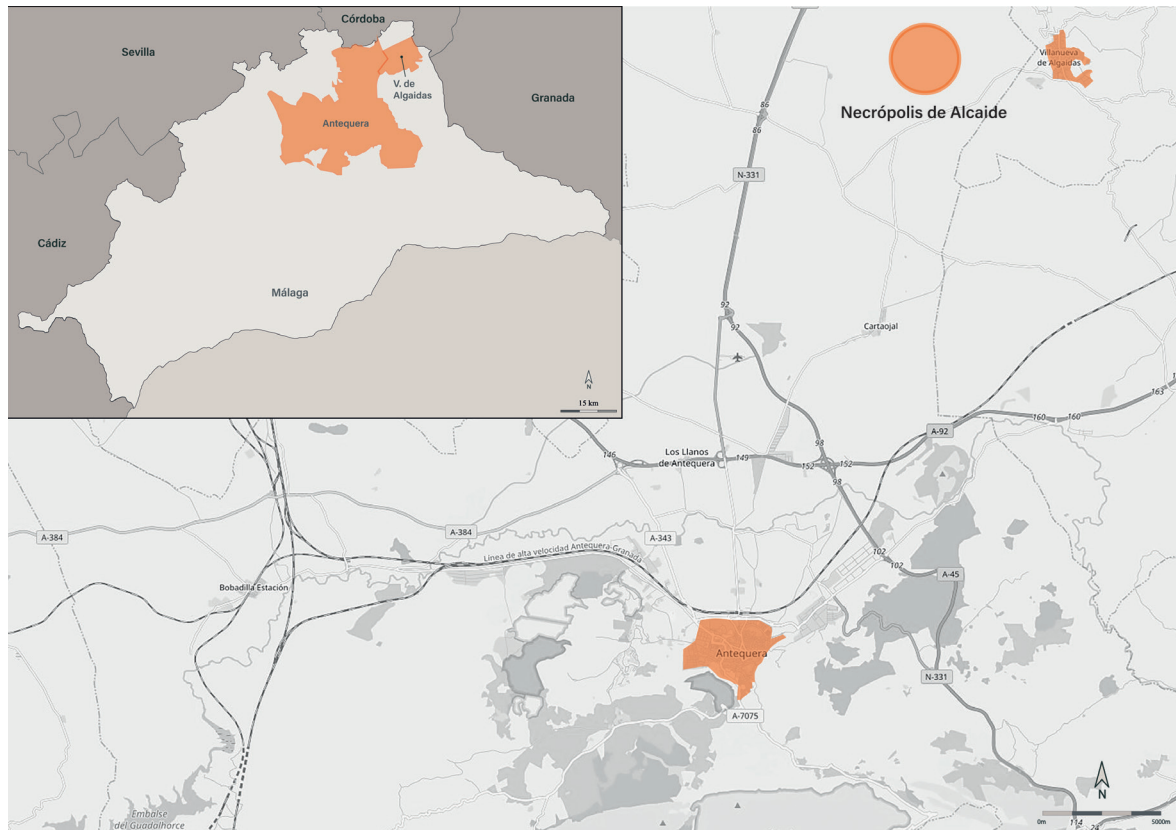 Córdoba
Sevilla
V. de
Algaidas
Granada
Antequera
Cádiz
Málaga
N
15 km
Necrópolis de Alcaide
Villanueva
de Algaidas
86
86
N-331
92
92
Cartaojal
163
160
160
A-92
98
Los Llanos
de Antequera
146
149
152
152
98
A-384
A-384
A-343
Línea de alta velocidad Antequera-Granada
102
102
A-45
Bobadilla Estación
Antequera
N-331
A-7075
N
Embalse
del Guadalhorce
0m
114
5000m
24